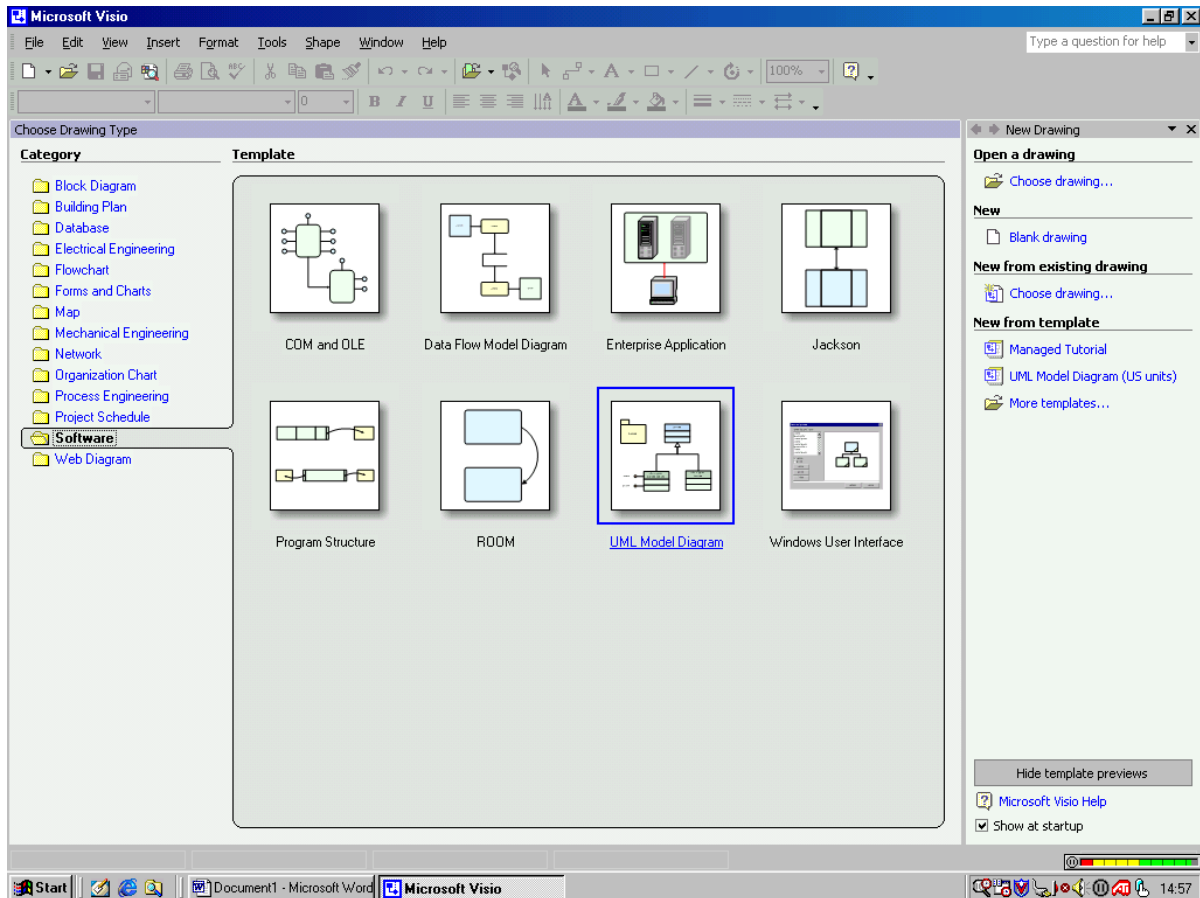 Microsoft Visio
File Edit View Insert Format Tools Shape Window Help
Type a question for help
100%
0 B I U
Choose Drawing Type
Category
Block Diagram
Building Plan
Database
Electrical Engineering
Flowchart
Forms and Charts
Map
Mechanical Engineering
Network
Organization Chart
Process Engineering
Project Schedule
Software
Web Diagram
Template
COM and OLE Data Flow Model Diagram Enterprise Application Jackson
Program Structure ROOM UML Model Diagram Windows User Interface
New Drawing
Open a drawing
Choose drawing...
New
Blank drawing
New from existing drawing
Choose drawing...
New from template
Managed Tutorial
UML Model Diagram (US units)
More templates...
Hide template previews
Microsoft Visio Help
Show at startup
Start Document1 - Microsoft Word Microsoft Visio 14:57